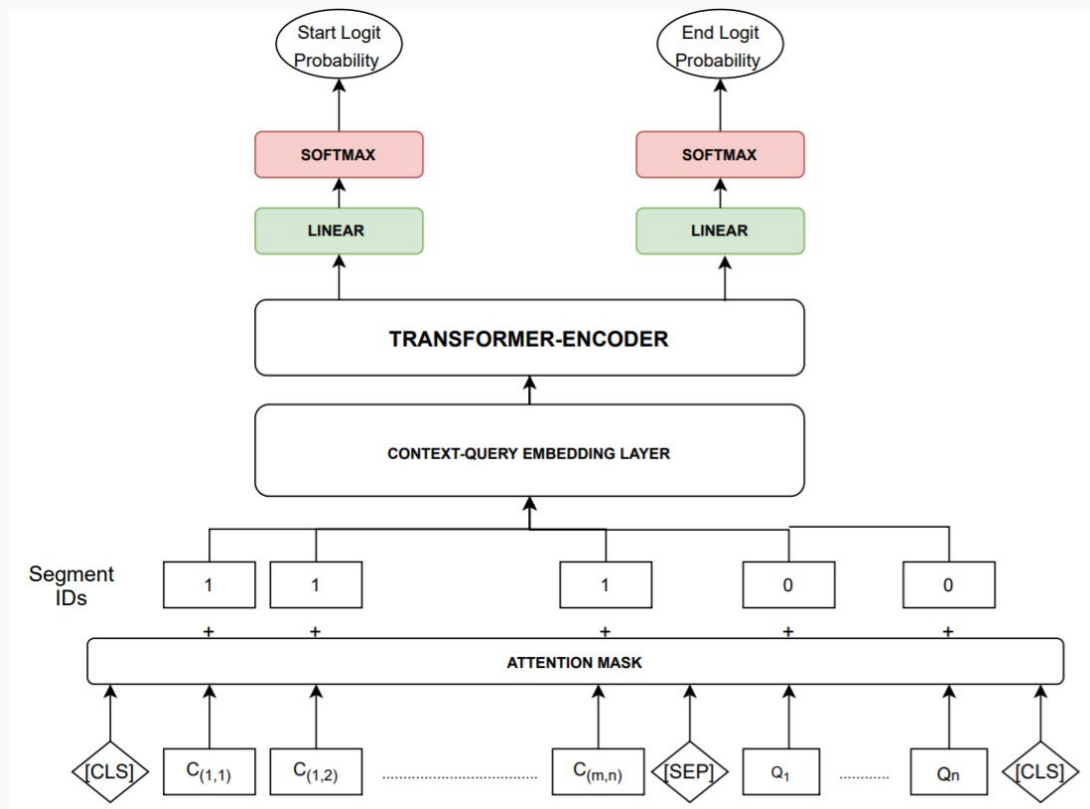 Start Logit
Probability
End Logit
Probability
SOFTMAX
SOFTMAX
LINEAR
LINEAR
TRANSFORMER-ENCODER
CONTEXT-QUERY EMBEDDING LAYER
Segment
IDs
1
1
1
0
0
+
+
+
+
+
ATTENTION MASK
[CLS]
C(1,1)
C(1,2)
C(m,n)
[SEP]
Q1
Qn
[CLS]